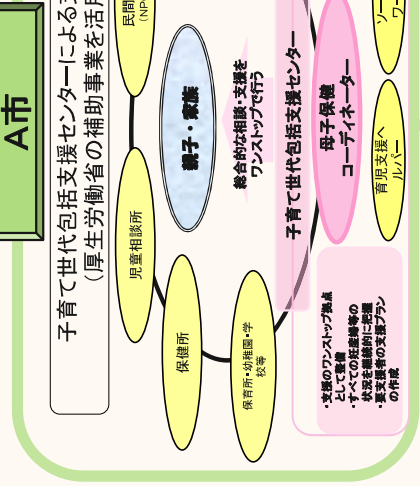 A市
子育て世代包括支援センターによる
(厚生労働省の補助事業を活用
民間
(NP
児童相談所
保健所
保育所・幼稚園・学
校等
親子・家族
総合的な相談・支援を
ワンストップで行う
子育て世代包括支援センター
母子保健
コーディネーター
ソー
ワー
育児支援ヘ
ルパー
・支援のワンストップ拠点
として整備
・すべての妊産婦等の
状況を継続的に把握
・要支援者の支援プラン
の作成